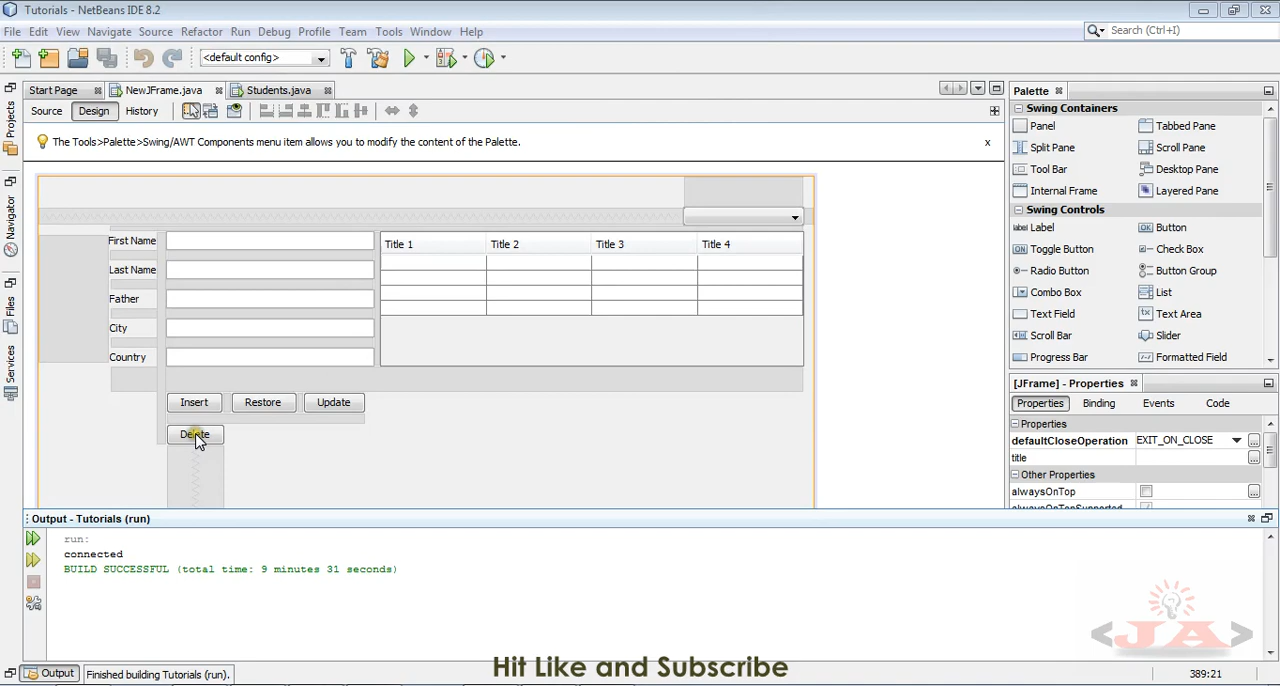 Tutorials - NetBeans IDE 8.2
File Edit View Navigate Source Refactor Run Debug Profile Team Tools Window Help
Search (Ctrl+I)
<default config>
Start Page NewJFrame.java Students.java
Source Design History
The Tools>Palette>Swing/AWT Components menu item allows you to modify the content of the Palette. x
Projects
Navigator
Files
Services
First Name
Last Name
Father
City
Country
Title 1 Title 2 Title 3 Title 4
Insert Restore Update
Delete
Palette
Swing Containers
Panel Tabbed Pane
Split Pane Scroll Pane
Tool Bar Desktop Pane
Internal Frame Layered Pane
Swing Controls
label Label OK Button
ON Toggle Button Check Box
Radio Button Button Group
Combo Box List
Text Field Text Area
Scroll Bar Slider
Progress Bar Formatted Field
[JFrame] - Properties
Properties Binding Events Code
Properties
defaultCloseOperation EXIT_ON_CLOSE ...
title ...
Other Properties
alwaysOnTop ...
alwaysOnTopSupported
Output - Tutorials (run)
run:
connected
BUILD SUCCESSFUL (total time: 9 minutes 31 seconds)
<JA>
Hit Like and Subscribe
Output Finished building Tutorials (run). 389:21